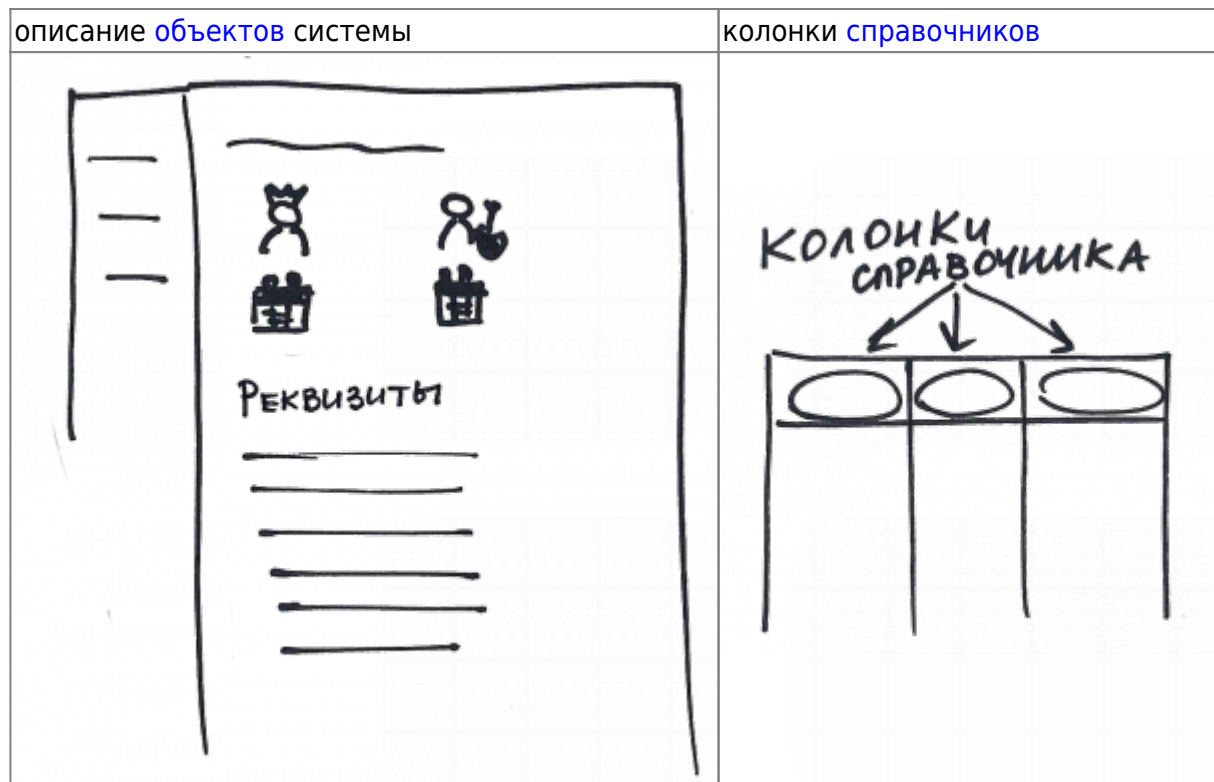 описание объектов системы
колонки справочников
Реквизиты
Колонки
справочника